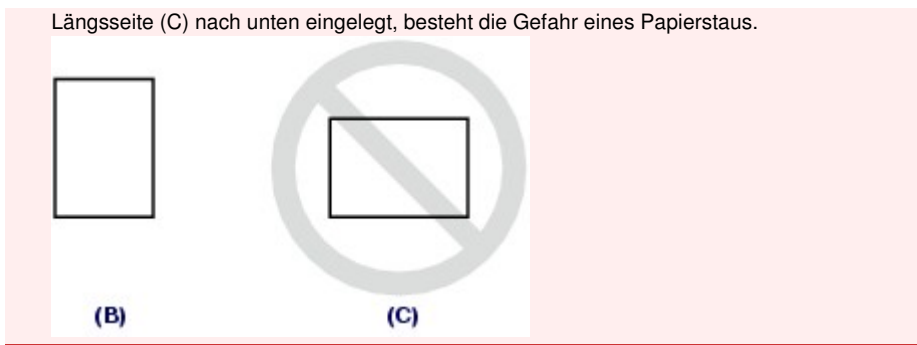 Längsseite (C) nach unten eingelegt, besteht die Gefahr eines Papierstaus.
(B) (C)